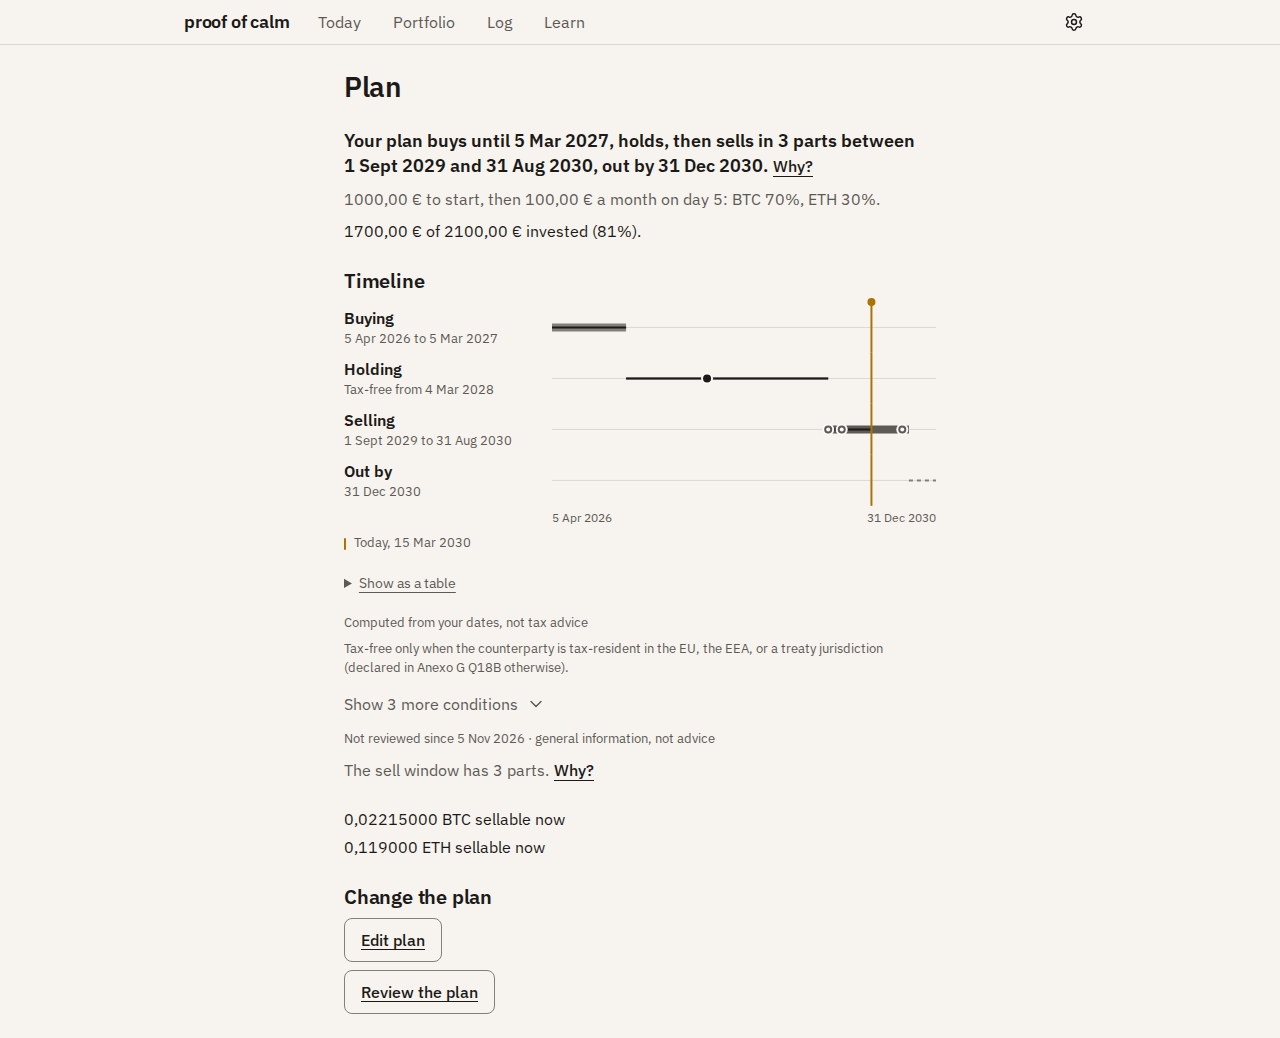 proof of calm
Today
Portfolio
Log
Learn
Plan
Your plan buys until 5 Mar 2027, holds, then sells in 3 parts between
1 Sept 2029 and 31 Aug 2030, out by 31 Dec 2030. Why?
1000,00 € to start, then 100,00 € a month on day 5: BTC 70%, ETH 30%.
1700,00 € of 2100,00 € invested (81%).
Timeline
Buying
5 Apr 2026 to 5 Mar 2027
Holding
Tax-free from 4 Mar 2028
Selling
1 Sept 2029 to 31 Aug 2030
Out by
31 Dec 2030
5 Apr 2026
31 Dec 2030
Today, 15 Mar 2030
Show as a table
Computed from your dates, not tax advice
Tax-free only when the counterparty is tax-resident in the EU, the EEA, or a treaty jurisdiction
(declared in Anexo G Q18B otherwise).
Show 3 more conditions
Not reviewed since 5 Nov 2026 · general information, not advice
The sell window has 3 parts. Why?
0,02215000 BTC sellable now
0,119000 ETH sellable now
Change the plan
Edit plan
Review the plan